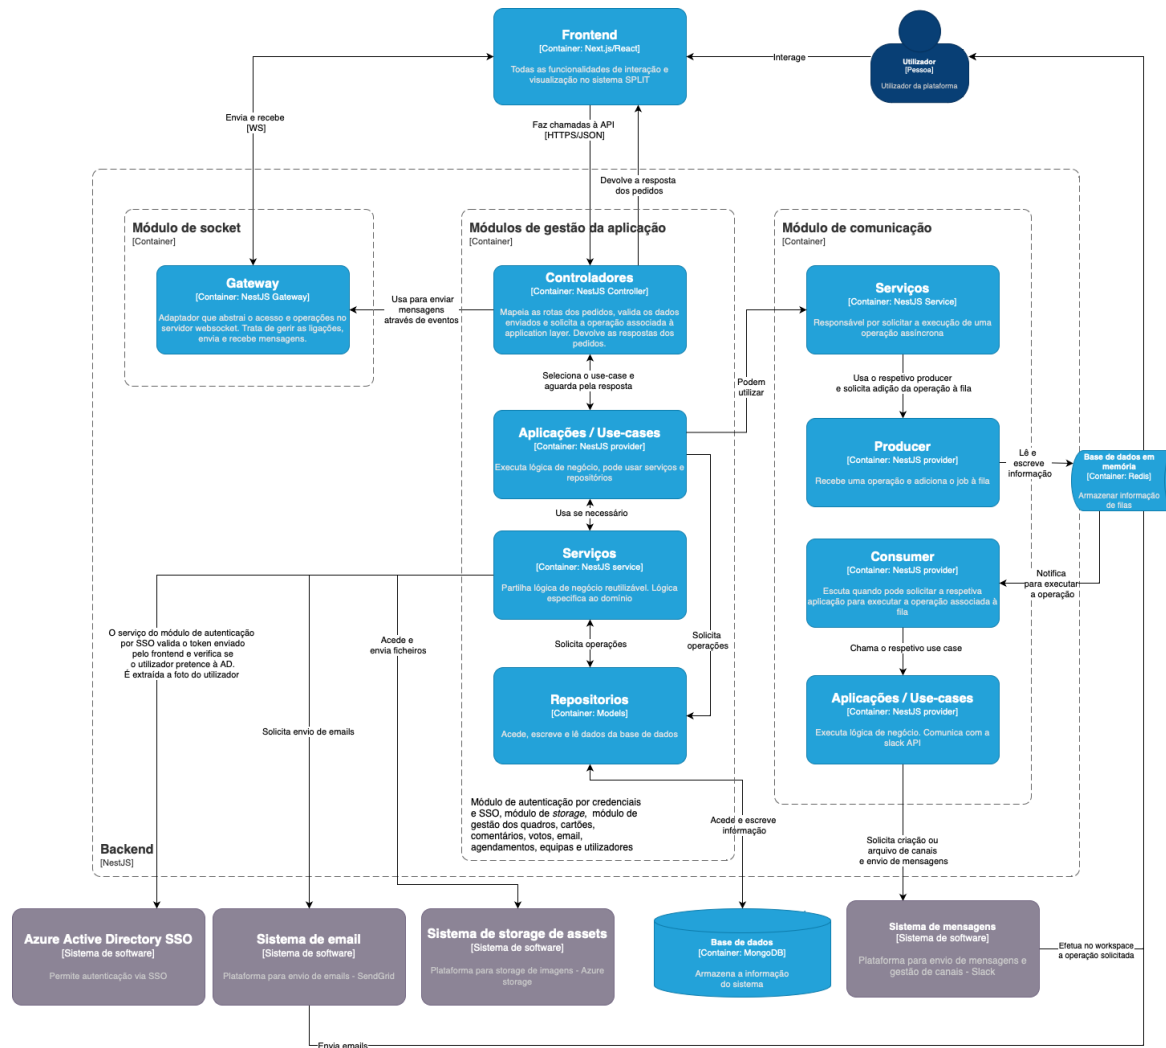 Frontend
[Container: Next.js/React]
Todas as funcionalidades de interação e
visualização no sistema SPLIT
Interage
Utilizador
[Pessoa]
Utilizador da plataforma
Envia e recebe
[WS]
Faz chamadas à API
[HTTPS/JSON]
Devolve a resposta
dos pedidos
Módulo de socket
[Container]
Gateway
[Container: NestJS Gateway]
Adaptador que abstrai o acesso e operações no
servidor websocket. Trata de gerir as ligações,
envia e recebe mensagens.
Usa para enviar
mensagens
através de eventos
Módulos de gestão da aplicação
[Container]
Controladores
[Container: NestJS Controller]
Mapeia as rotas dos pedidos, valida os dados
enviados e solicita a operação associada à
application layer. Devolve as respostas dos
pedidos.
Seleciona o use-case e
aguarda pela resposta
Aplicações / Use-cases
[Container: NestJS provider]
Executa lógica de negócio, pode usar serviços e
repositórios
Usa se necessário
Serviços
[Container: NestJS service]
Partilha lógica de negócio reutilizável. Lógica
especifica ao domínio
Solicita operações
Solicita
operações
Repositorios
[Container: Models]
Acede, escreve e lê dados da base de dados
Módulo de autenticação por credenciais
e SSO, módulo de storage, módulo de
gestão dos quadros, cartões,
comentários, votos, email,
agendamentos, equipas e utilizadores
Podem
utilizar
Módulo de comunicação
[Container]
Serviços
[Container: NestJS Service]
Responsável por solicitar a execução de uma
operação assíncrona
Usa o respetivo producer
e solicita adição da operação à fila
Producer
[Container: NestJS provider]
Recebe uma operação e adiciona o job à fila
Lê e
escreve
informação
Base de dados em
memória
[Container: Redis]
Armazenar informação
de filas
Consumer
[Container: NestJS provider]
Escuta quando pode solicitar a respetiva
aplicação para executar a operação associada à
fila
Notifica
para executar
a operação
Chama o respetivo use case
Aplicações / Use-cases
[Container: NestJS provider]
Executa lógica de negócio. Comunica com a
slack API
O serviço do módulo de autenticação
por SSO valida o token enviado
pelo frontend e verifica se
o utilizador pretence à AD.
É extraída a foto do utilizador
Solicita envio de emails
Acede e
envia ficheiros
Acede e escreve
informação
Solicita criação ou
arquivo de canais
e envio de mensagens
Backend
[NestJS]
Azure Active Directory SSO
[Sistema de software]
Permite autenticação via SSO
Sistema de email
[Sistema de software]
Plataforma para envio de emails - SendGrid
Sistema de storage de assets
[Sistema de software]
Plataforma para storage de imagens - Azure
storage
Base de dados
[Container: MongoDB]
Armazena a informação
do sistema
Sistema de mensagens
[Sistema de software]
Plataforma para envio de mensagens e
gestão de canais - Slack
Efetua no workspace
a operação solicitada
Envia emails